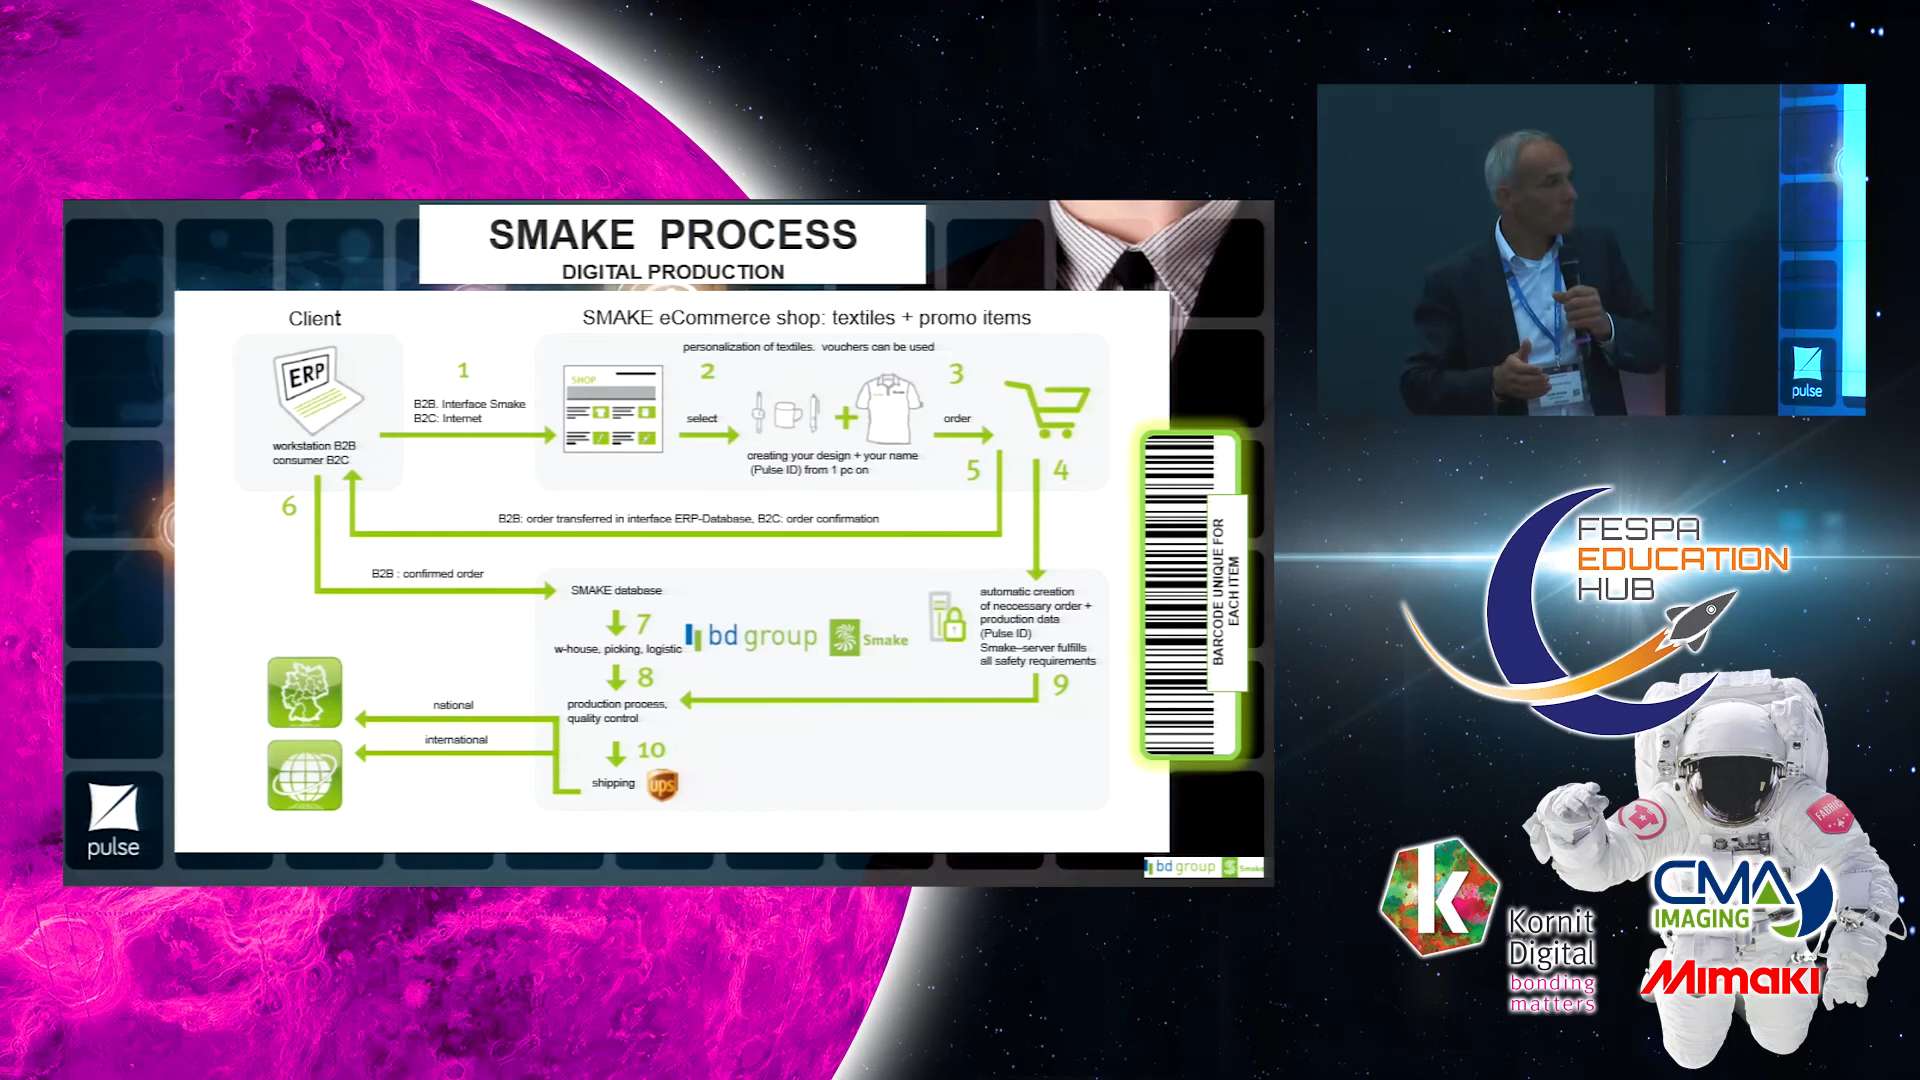 SMAKE PROCESS
DIGITAL PRODUCTION
Client
SMAKE eCommerce shop: textiles + promo items
personalization of textiles. vouchers can be used
ERP
SHOP
1
B2B. Interface Smake
B2C: Internet
2
select
3
order
workstation B2B
consumer B2C
creating your design + your name
(Pulse ID) from 1 pc on
5
4
6
B2B: order transferred in interface ERP-Database, B2C: order confirmation
B2B : confirmed order
SMAKE database
7
w-house, picking, logistic
bd group
Smake
automatic creation
of neccessary order +
production data
(Pulse ID)
Smake–server fulfills
all safety requirements
8
9
production process,
quality control
national
international
10
shipping
ups
BARCODE UNIQUE FOR
EACH ITEM
pulse
bd group
Smake
pulse
FESPA
EDUCATION
HUB
FABRIC
K
Kornit
Digital
bonding
matters
CMA
IMAGING
Mimaki